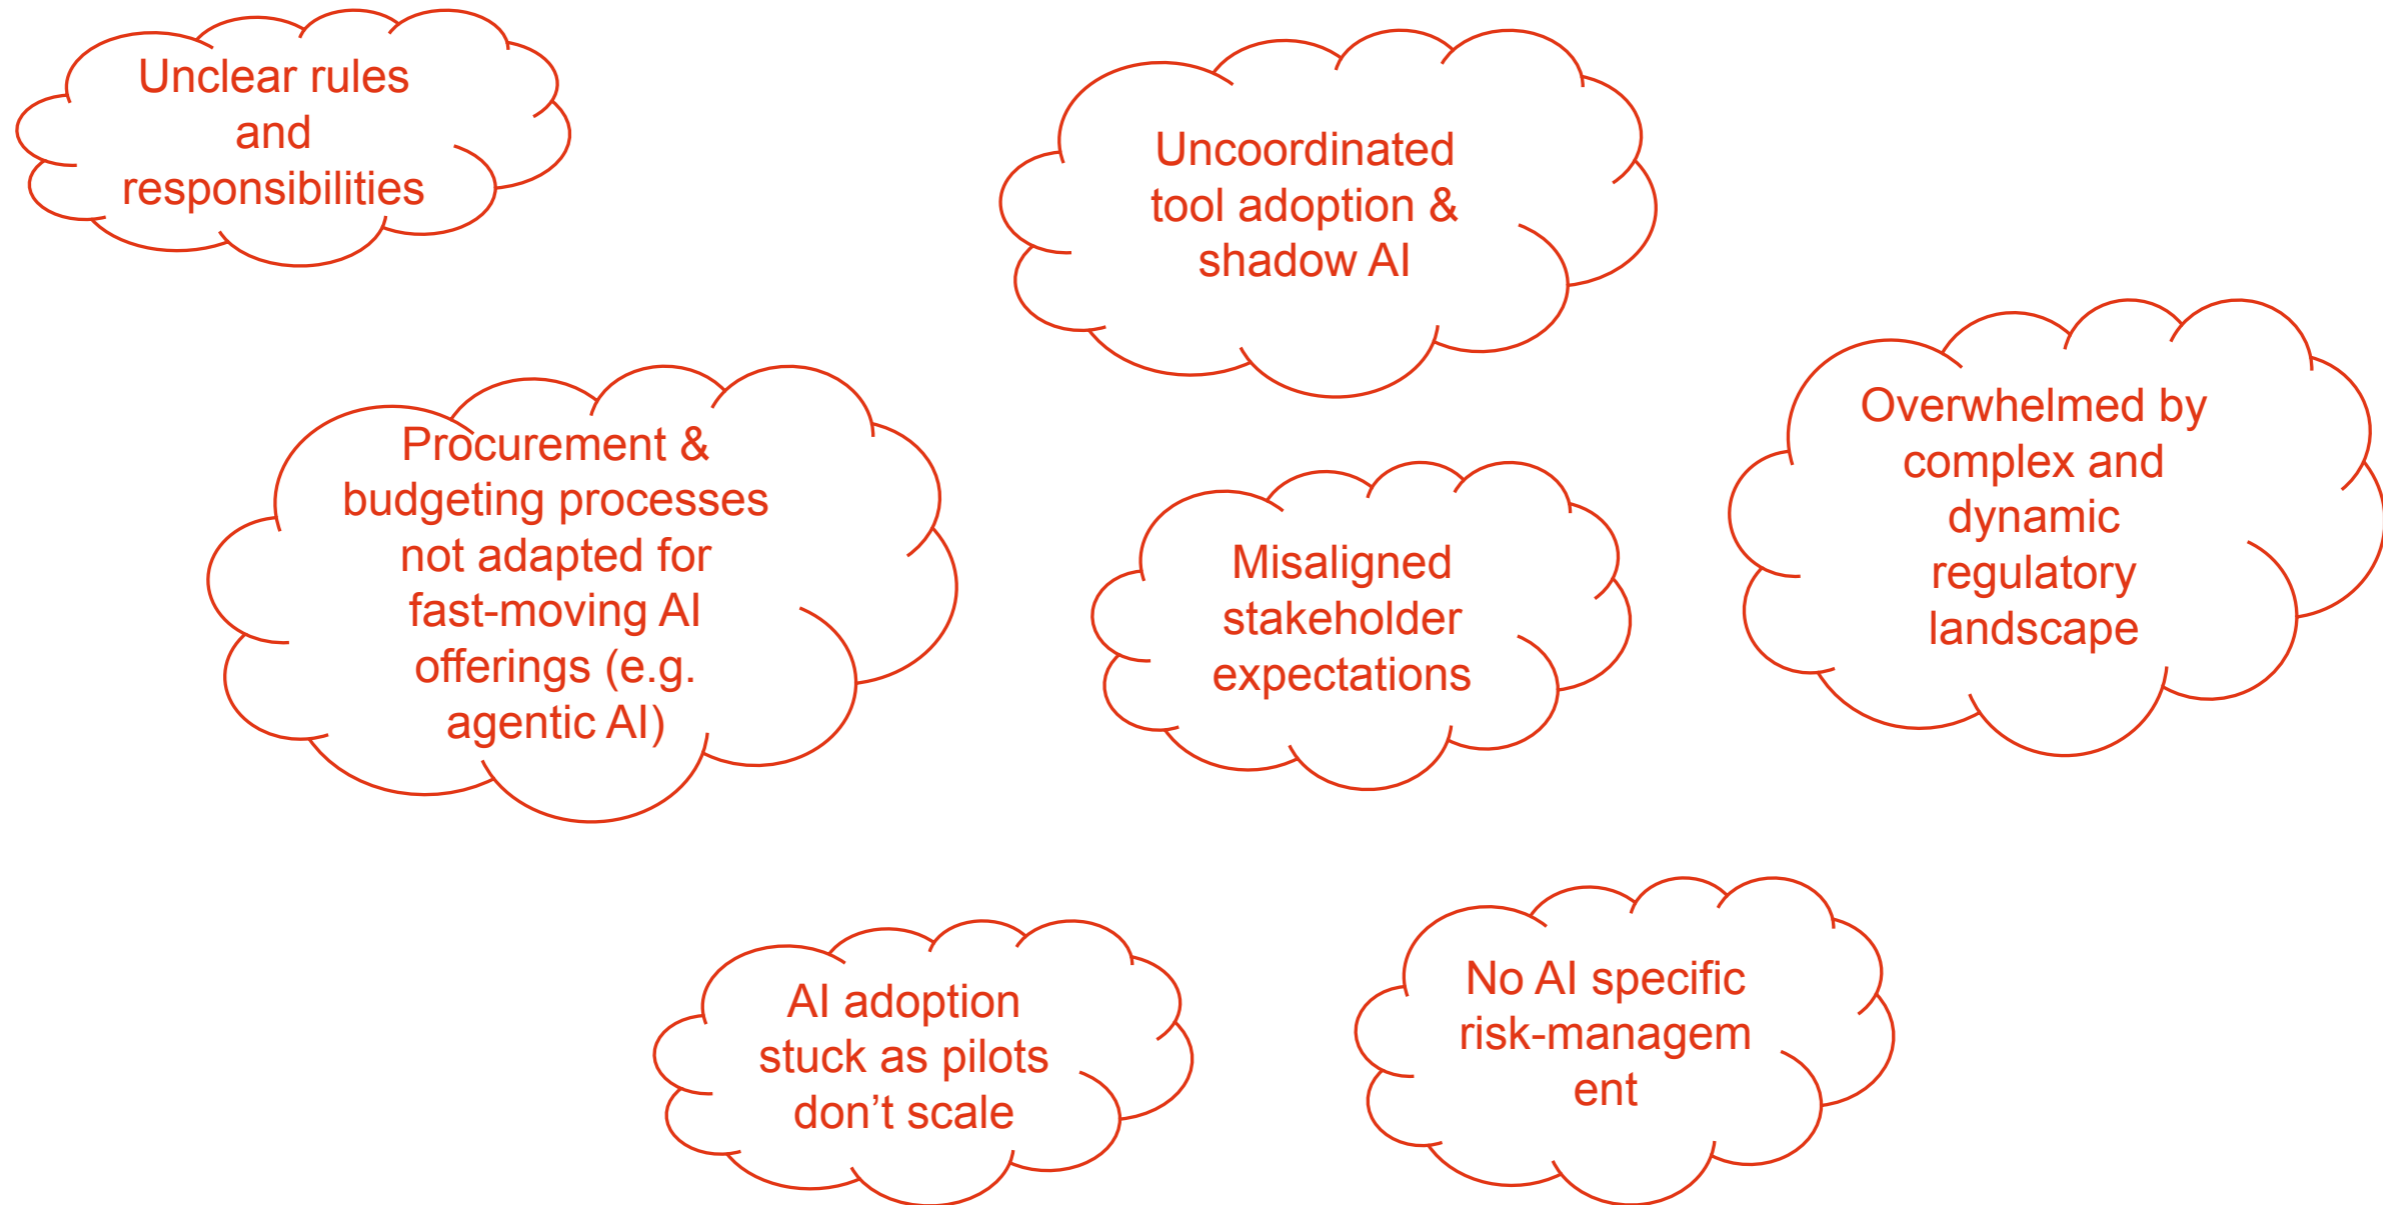 Unclear rules
and
responsibilities
Uncoordinated
tool adoption &
shadow AI
Procurement &
budgeting processes
not adapted for
fast-moving AI
offerings (e.g.
agentic AI)
Misaligned
stakeholder
expectations
Overwhelmed by
complex and
dynamic
regulatory
landscape
AI adoption
stuck as pilots
don’t scale
No AI specific
risk-managem
ent